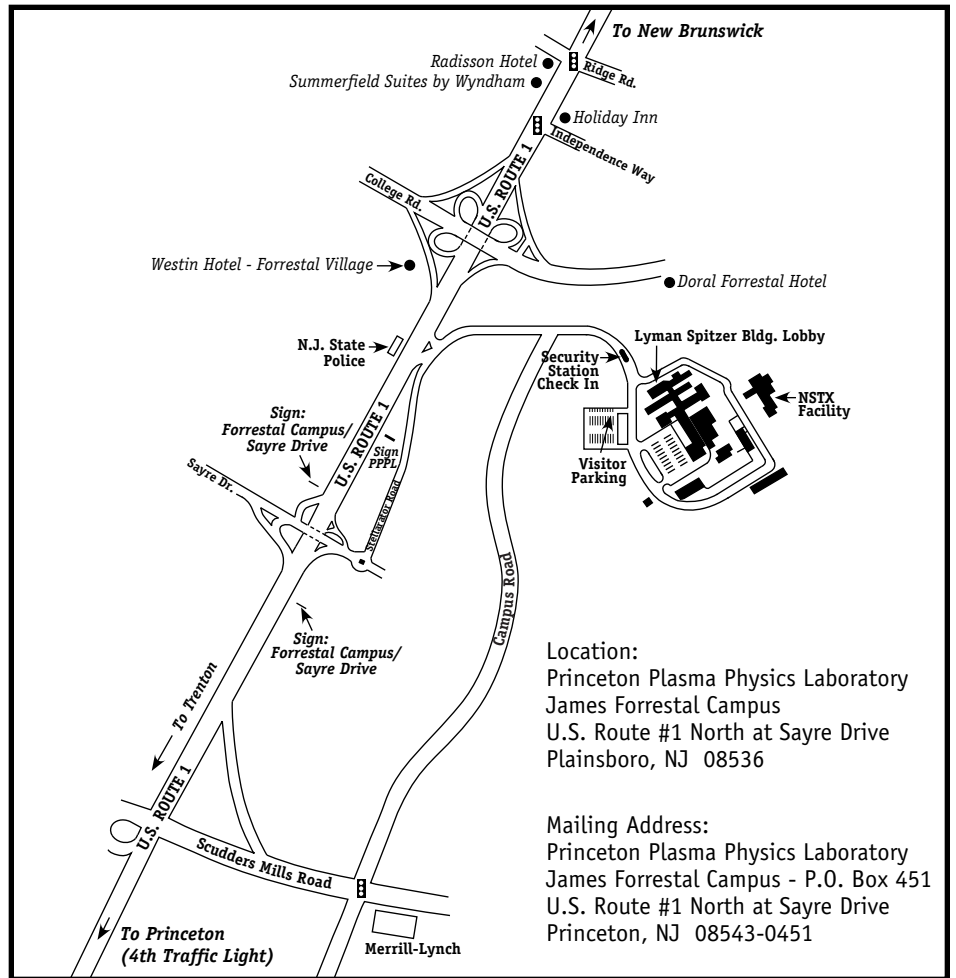 To New Brunswick
Radisson Hotel
Ridge Rd.
Summerfield Suites by Wyndham
Holiday Inn
Independence Way
U.S. ROUTE 1
College Rd.
Westin Hotel - Forrestal Village
Doral Forrestal Hotel
N.J. State
Police
Lyman Spitzer Bldg. Lobby
Security
Station
Check In
NSTX
Facility
Visitor
Parking
Sign:
Forrestal Campus/
Sayre Drive
U.S. ROUTE 1
Sign
PPPL
Sayre Dr.
Stellarator Road
Campus Road
Sign:
Forrestal Campus/
Sayre Drive
To Trenton
U.S. ROUTE 1
Scudders Mills Road
Merrill-Lynch
To Princeton
(4th Traffic Light)
Location:
Princeton Plasma Physics Laboratory
James Forrestal Campus
U.S. Route #1 North at Sayre Drive
Plainsboro, NJ  08536
Mailing Address:
Princeton Plasma Physics Laboratory
James Forrestal Campus - P.O. Box 451
U.S. Route #1 North at Sayre Drive
Princeton, NJ  08543-0451